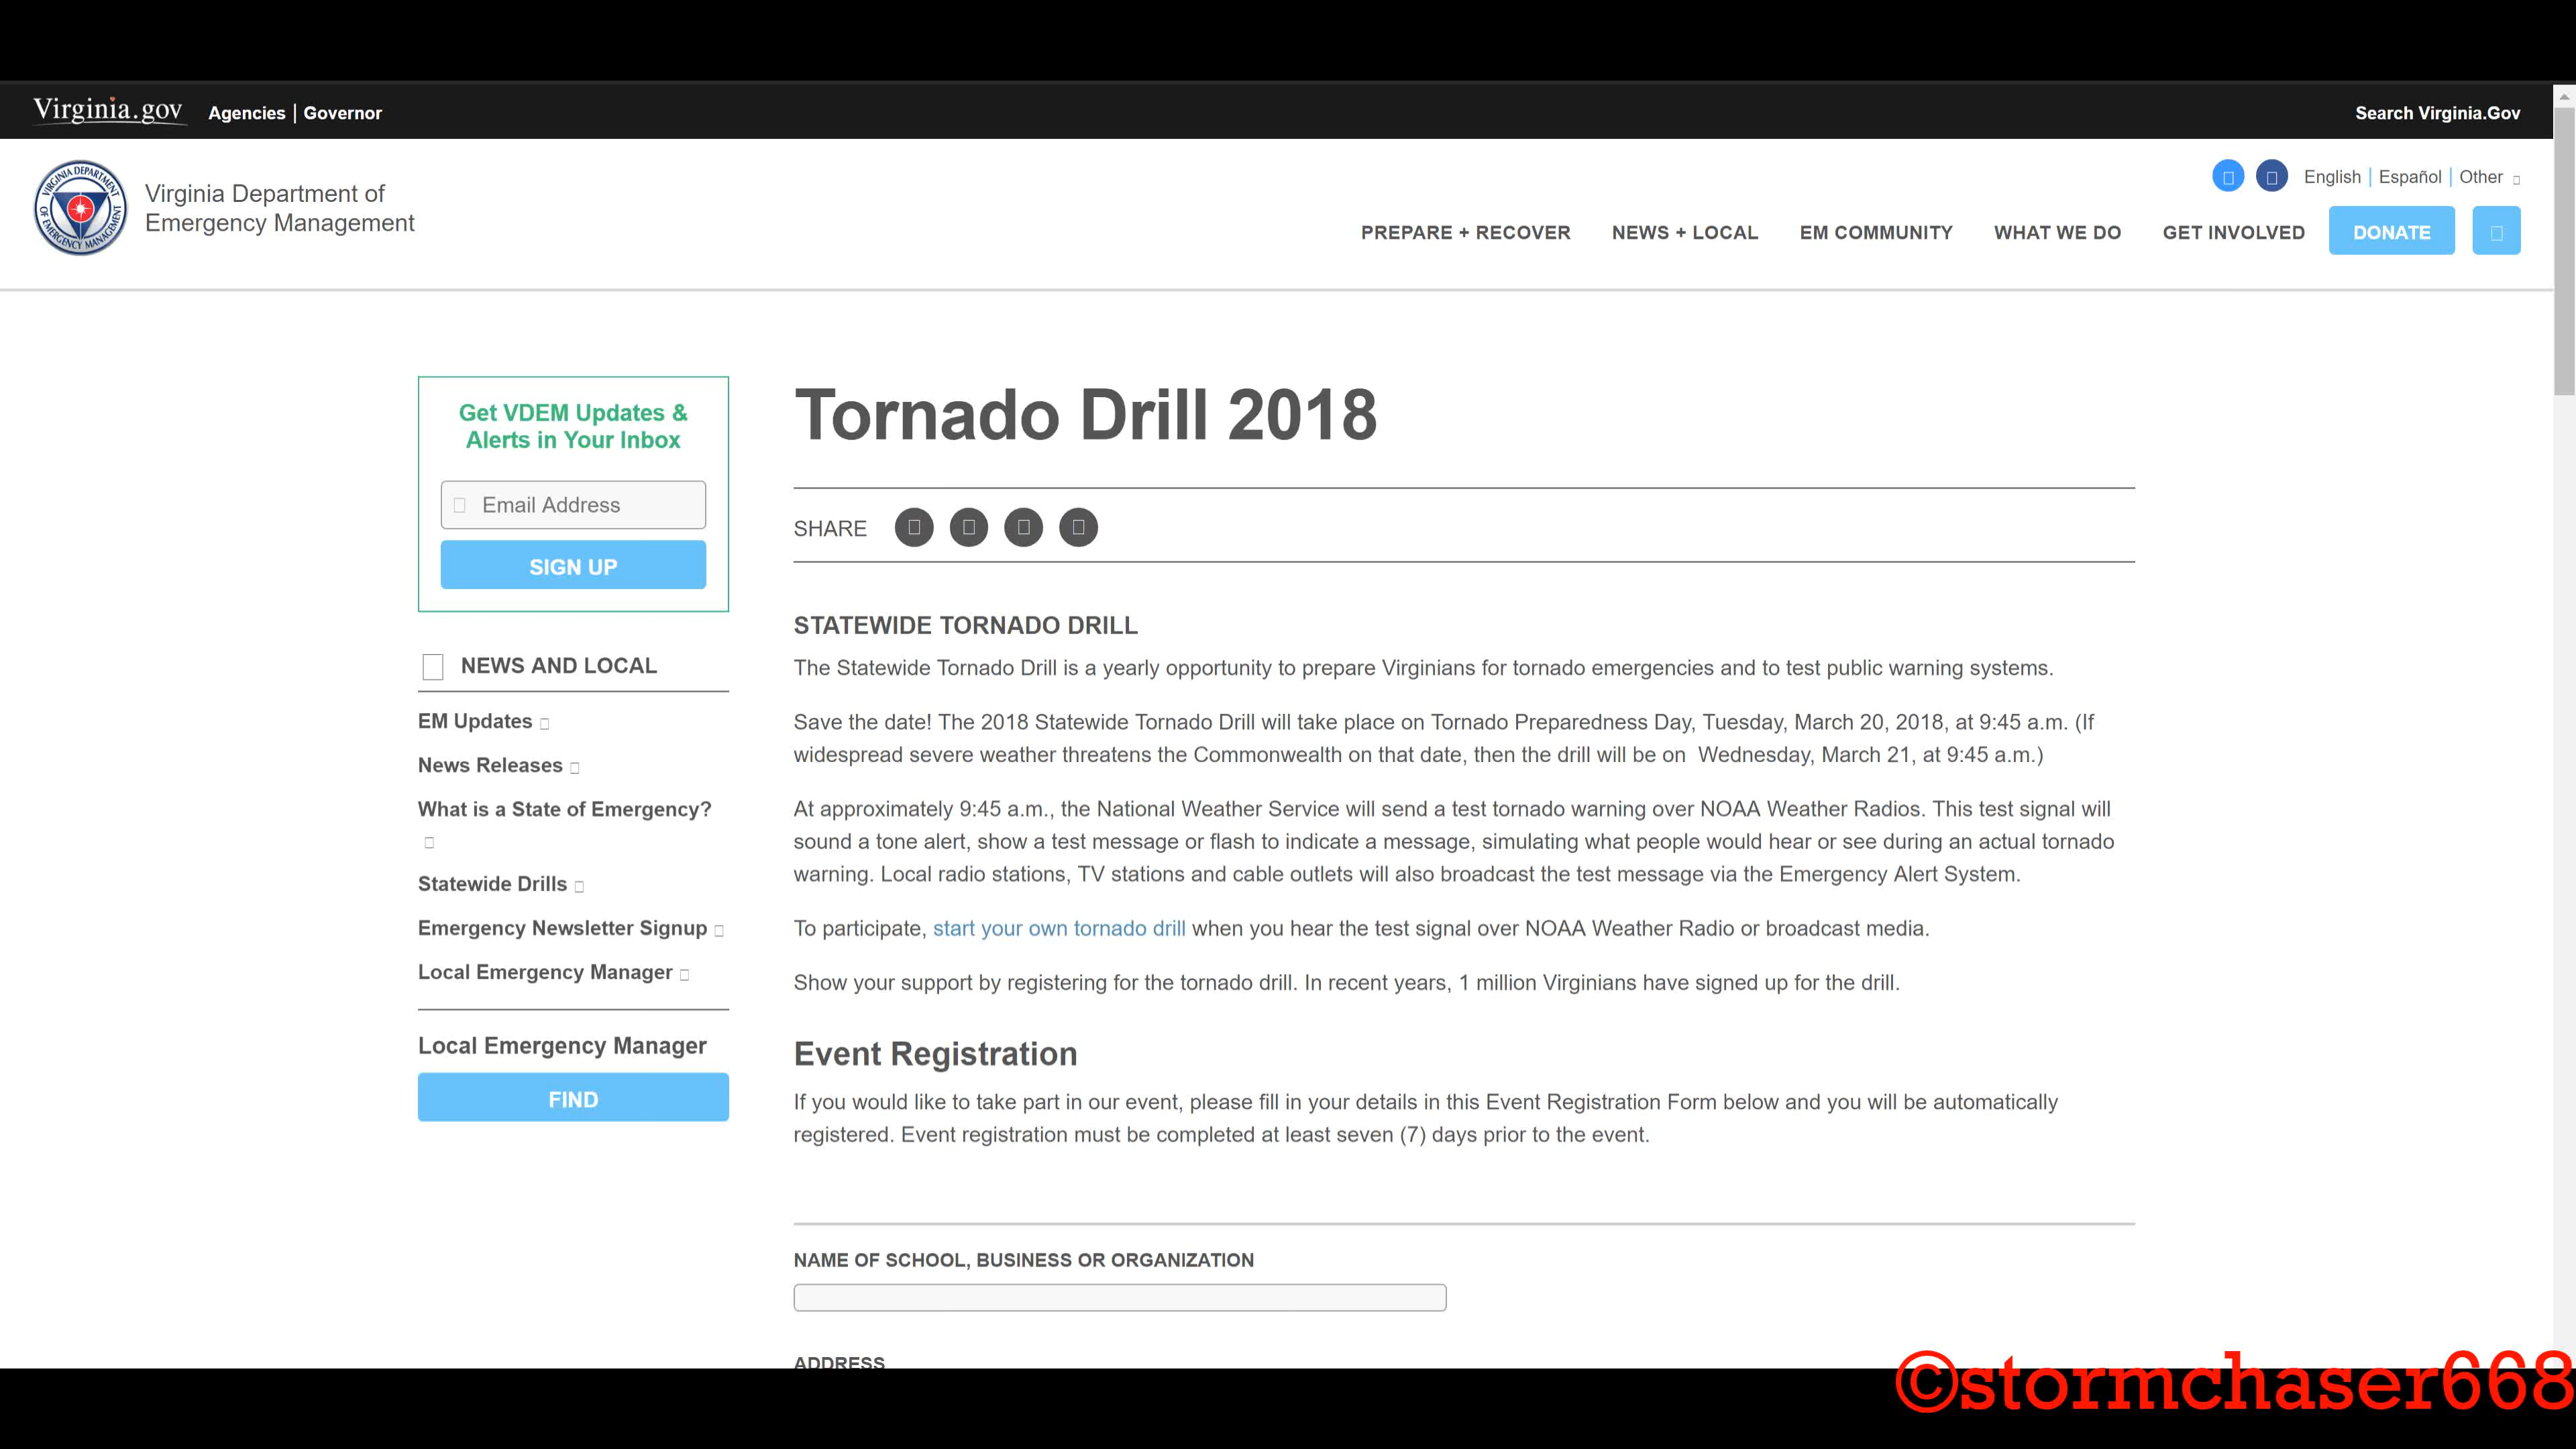 Virginia.gov Agencies | Governor
Search Virginia.Gov
VIRGINIA DEPARTMENT OF EMERGENCY MANAGEMENT
Virginia Department of
Emergency Management
English | Español | Other
PREPARE + RECOVER NEWS + LOCAL EM COMMUNITY WHAT WE DO GET INVOLVED DONATE
Get VDEM Updates &
Alerts in Your Inbox
Email Address
SIGN UP
NEWS AND LOCAL
EM Updates
News Releases
What is a State of Emergency?
Statewide Drills
Emergency Newsletter Signup
Local Emergency Manager
Local Emergency Manager
FIND
Tornado Drill 2018
SHARE
STATEWIDE TORNADO DRILL
The Statewide Tornado Drill is a yearly opportunity to prepare Virginians for tornado emergencies and to test public warning systems.
Save the date! The 2018 Statewide Tornado Drill will take place on Tornado Preparedness Day, Tuesday, March 20, 2018, at 9:45 a.m. (If
widespread severe weather threatens the Commonwealth on that date, then the drill will be on  Wednesday, March 21, at 9:45 a.m.)
At approximately 9:45 a.m., the National Weather Service will send a test tornado warning over NOAA Weather Radios. This test signal will
sound a tone alert, show a test message or flash to indicate a message, simulating what people would hear or see during an actual tornado
warning. Local radio stations, TV stations and cable outlets will also broadcast the test message via the Emergency Alert System.
To participate, start your own tornado drill when you hear the test signal over NOAA Weather Radio or broadcast media.
Show your support by registering for the tornado drill. In recent years, 1 million Virginians have signed up for the drill.
Event Registration
If you would like to take part in our event, please fill in your details in this Event Registration Form below and you will be automatically
registered. Event registration must be completed at least seven (7) days prior to the event.
NAME OF SCHOOL, BUSINESS OR ORGANIZATION
ADDRESS
©stormchaser668